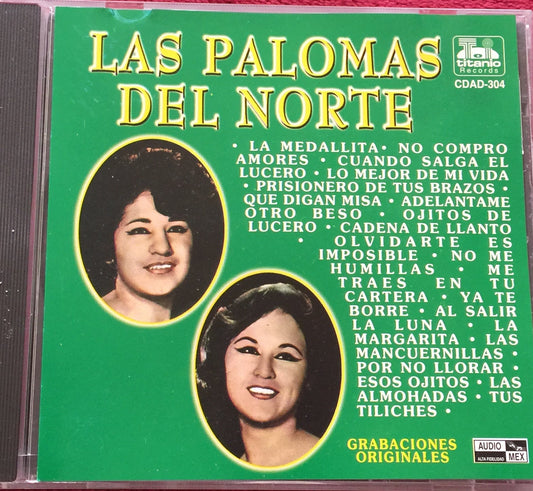 LAS PALOMAS
DEL NORTE
Ti
titanio
Records
CDAD-304
· LA MEDALLITA · NO COMPRO
AMORES · CUANDO SALGA EL
LUCERO · LO MEJOR DE MI VIDA
· PRISIONERO DE TUS BRAZOS ·
QUE DIGAN MISA · ADELANTAME
OTRO BESO · OJITOS DE
LUCERO · CADENA DE LLANTO
· OLVIDARTE ES
IMPOSIBLE · NO ME
HUMILLAS · ME
TRAES EN TU
CARTERA · YA TE
BORRE · AL SALIR
LA LUNA · LA
MARGARITA · LAS
MANCUERNILLAS ·
POR NO LLORAR ·
ESOS OJITOS · LAS
ALMOHADAS · TUS
TILICHES ·
GRABACIONES
ORIGINALES
AUDIO
ALTA FIDELIDAD
MEX